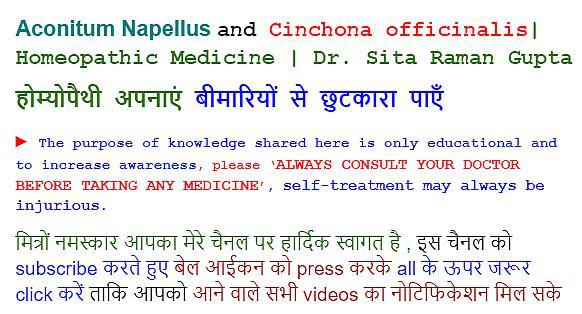 Aconitum Napellus and Cinchona officinalis|
Homeopathic Medicine | Dr. Sita Raman Gupta
होम्योपैथी अपनाएं बीमारियों से छुटकारा पाएँ
► The purpose of knowledge shared here is only educational and
to increase awareness, please ‘ALWAYS CONSULT YOUR DOCTOR
BEFORE TAKING ANY MEDICINE’, self-treatment may always be
injurious.
मित्रों नमस्कार आपका मेरे चैनल पर हार्दिक स्वागत है , इस चैनल को
subscribe करते हुए बेल आईकन को press करके all के ऊपर जरूर
click करें ताकि आपको आने वाले सभी videos का नोटिफिकेशन मिल सके